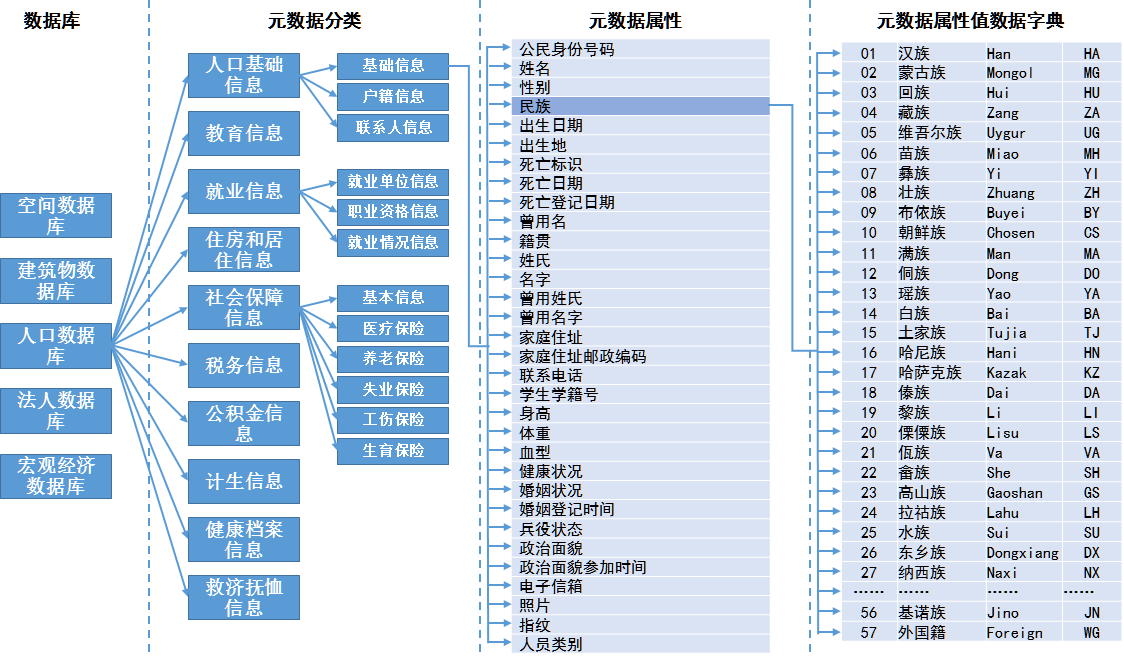 数据库
元数据分类
元数据属性
元数据属性值数据字典
空间数据
库
建筑物数
据库
人口数据
库
法人数据
库
宏观经济
数据库
人口基础
信息
教育信息
就业信息
住房和居
住信息
社会保障
信息
税务信息
公积金信
息
计生信息
健康档案
信息
救济抚恤
信息
基础信息
户籍信息
联系人信息
就业单位信息
职业资格信息
就业情况信息
基本信息
医疗保险
养老保险
失业保险
工伤保险
生育保险
公民身份号码
姓名
性别
民族
出生日期
出生地
死亡标识
死亡日期
死亡登记日期
曾用名
籍贯
姓氏
名字
曾用姓氏
曾用名字
家庭住址
家庭住址邮政编码
联系电话
学生学籍号
身高
体重
血型
健康状况
婚姻状况
婚姻登记时间
兵役状态
政治面貌
政治面貌参加时间
电子信箱
照片
指纹
人员类别
01 汉族 Han HA
02 蒙古族 Mongol MG
03 回族 Hui HU
04 藏族 Zang ZA
05 维吾尔族 Uygur UG
06 苗族 Miao MH
07 彝族 Yi YI
08 壮族 Zhuang ZH
09 布依族 Buyei BY
10 朝鲜族 Chosen CS
11 满族 Man MA
12 侗族 Dong DO
13 瑶族 Yao YA
14 白族 Bai BA
15 土家族 Tujia TJ
16 哈尼族 Hani HN
17 哈萨克族 Kazak KZ
18 傣族 Dai DA
19 黎族 Li LI
20 傈僳族 Lisu LS
21 佤族 Va VA
22 畲族 She SH
23 高山族 Gaoshan GS
24 拉祜族 Lahu LH
25 水族 Sui SU
26 东乡族 Dongxiang DX
27 纳西族 Naxi NX
…… …… …… ……
56 基诺族 Jino JN
57 外国籍 Foreign WG